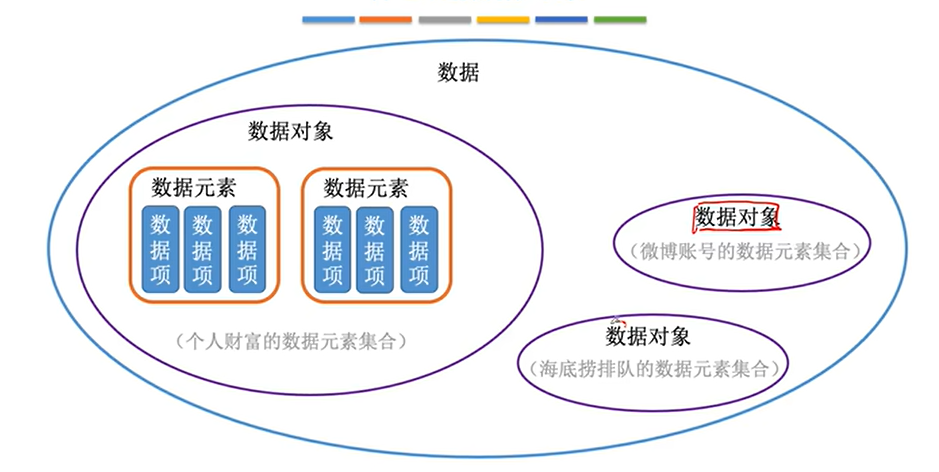 数据
数据对象
数据元素
数据项
数据项
数据项
数据元素
数据项
数据项
数据项
（个人财富的数据元素集合）
数据对象
（微博账号的数据元素集合）
数据对象
（海底捞排队的数据元素集合）